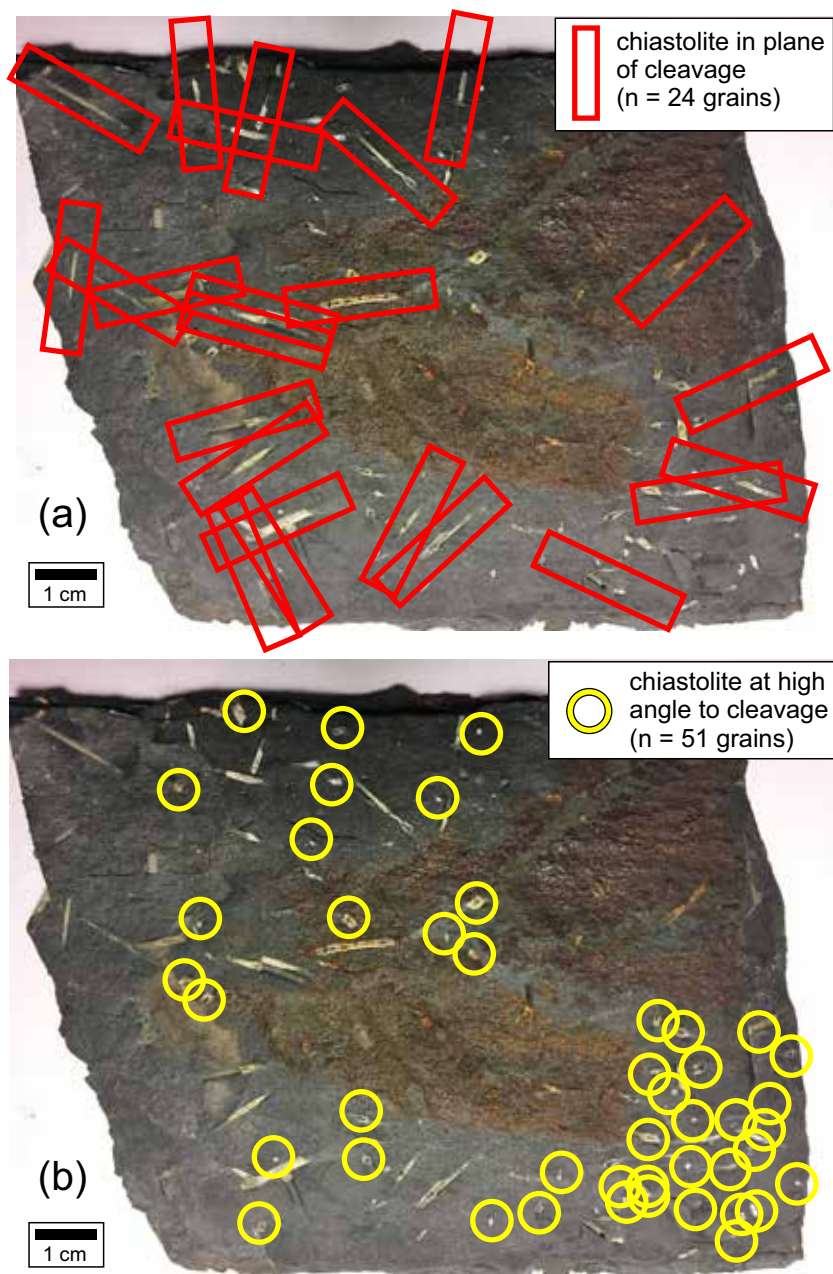 chiastolite in plane
of cleavage
(n = 24 grains)
(a)
1 cm
chiastolite at high
angle to cleavage
(n = 51 grains)
(b)
1 cm